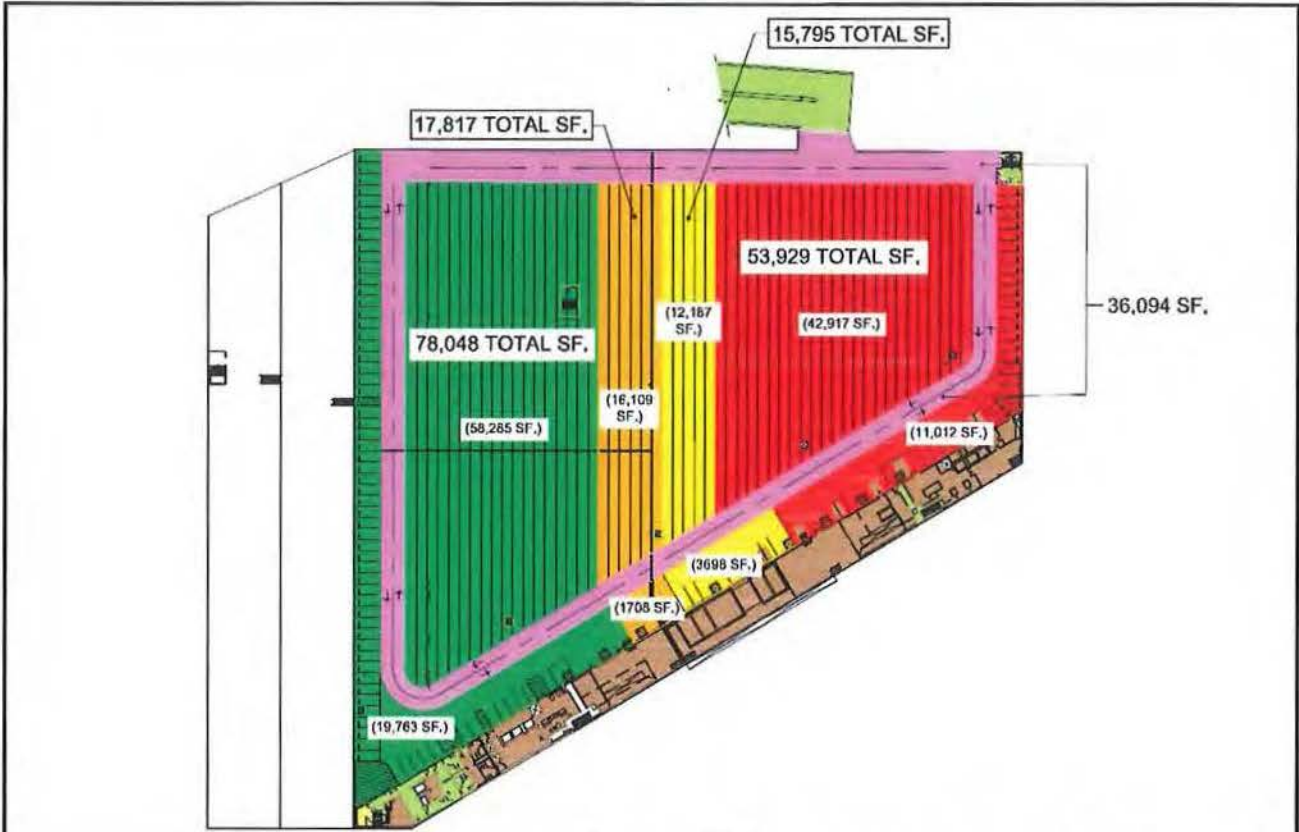 15,795 TOTAL SF.
17,817 TOTAL SF.
53,929 TOTAL SF.
36,094 SF.
(12,187
SF.)
(42,917 SF.)
78,048 TOTAL SF.
(16,109
SF.)
(58,285 SF.)
(11,012 SF.)
(3698 SF.)
(1708 SF.)
(19,763 SF.)